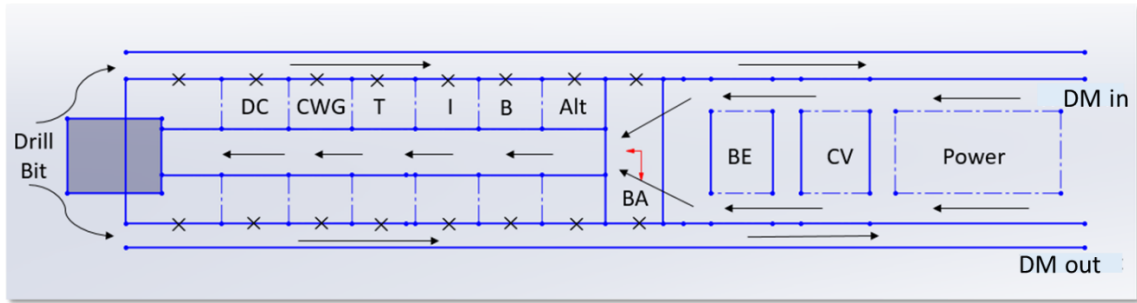 DC CWG T I B Alt
DM in
Drill
Bit
BE CV Power
BA
DM out